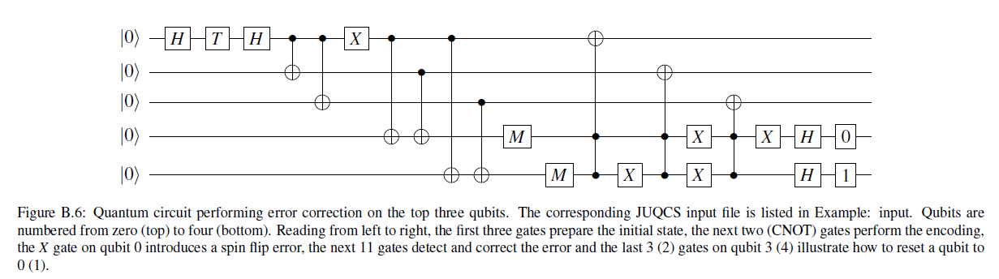 |0⟩ H T H X
|0⟩
|0⟩
|0⟩ M X X H 0
|0⟩ M X X H 1
Figure B.6: Quantum circuit performing error correction on the top three qubits. The corresponding JUQCS input file is listed in Example: input. Qubits are
numbered from zero (top) to four (bottom). Reading from left to right, the first three gates prepare the initial state, the next two (CNOT) gates perform the encoding,
the X gate on qubit 0 introduces a spin flip error, the next 11 gates detect and correct the error and the last 3 (2) gates on qubit 3 (4) illustrate how to reset a qubit to
0 (1).